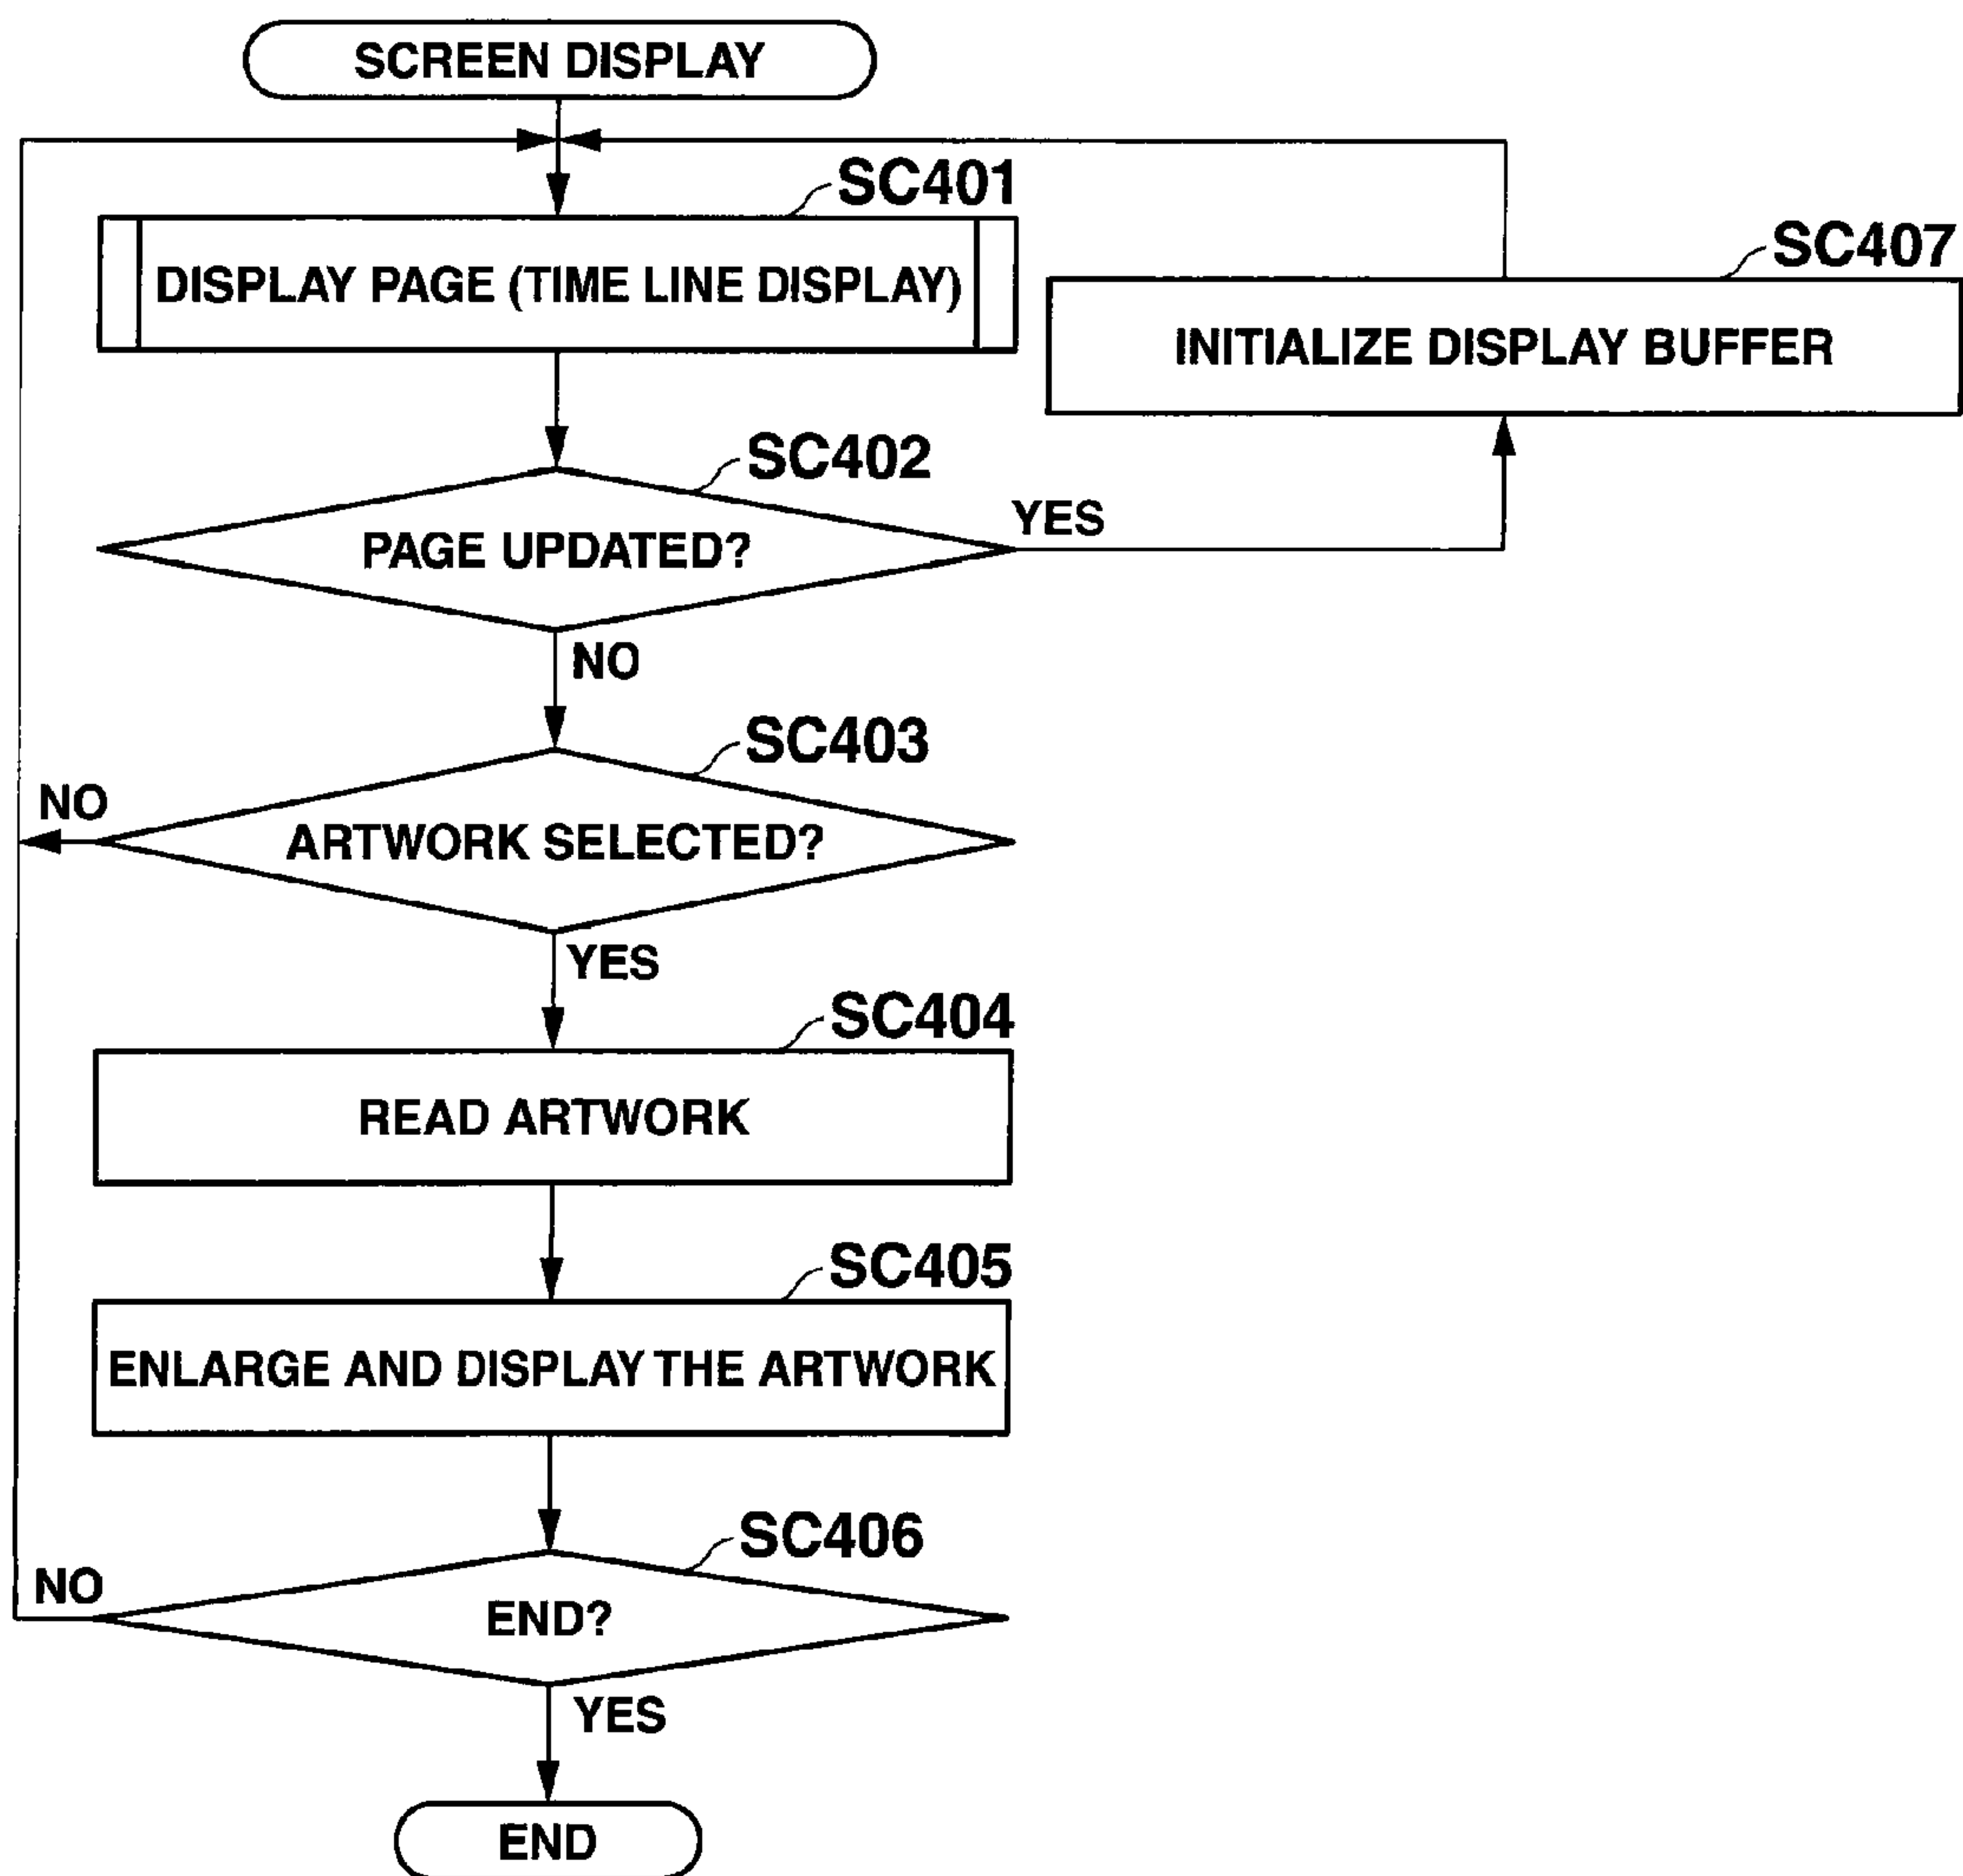 SCREEN DISPLAY
SC401
DISPLAY PAGE (TIME LINE DISPLAY)
SC407
INITIALIZE DISPLAY BUFFER
SC402
PAGE UPDATED?
YES
NO
SC403
NO
ARTWORK SELECTED?
YES
SC404
READ ARTWORK
SC405
ENLARGE AND DISPLAY THE ARTWORK
SC406
NO
END?
YES
END